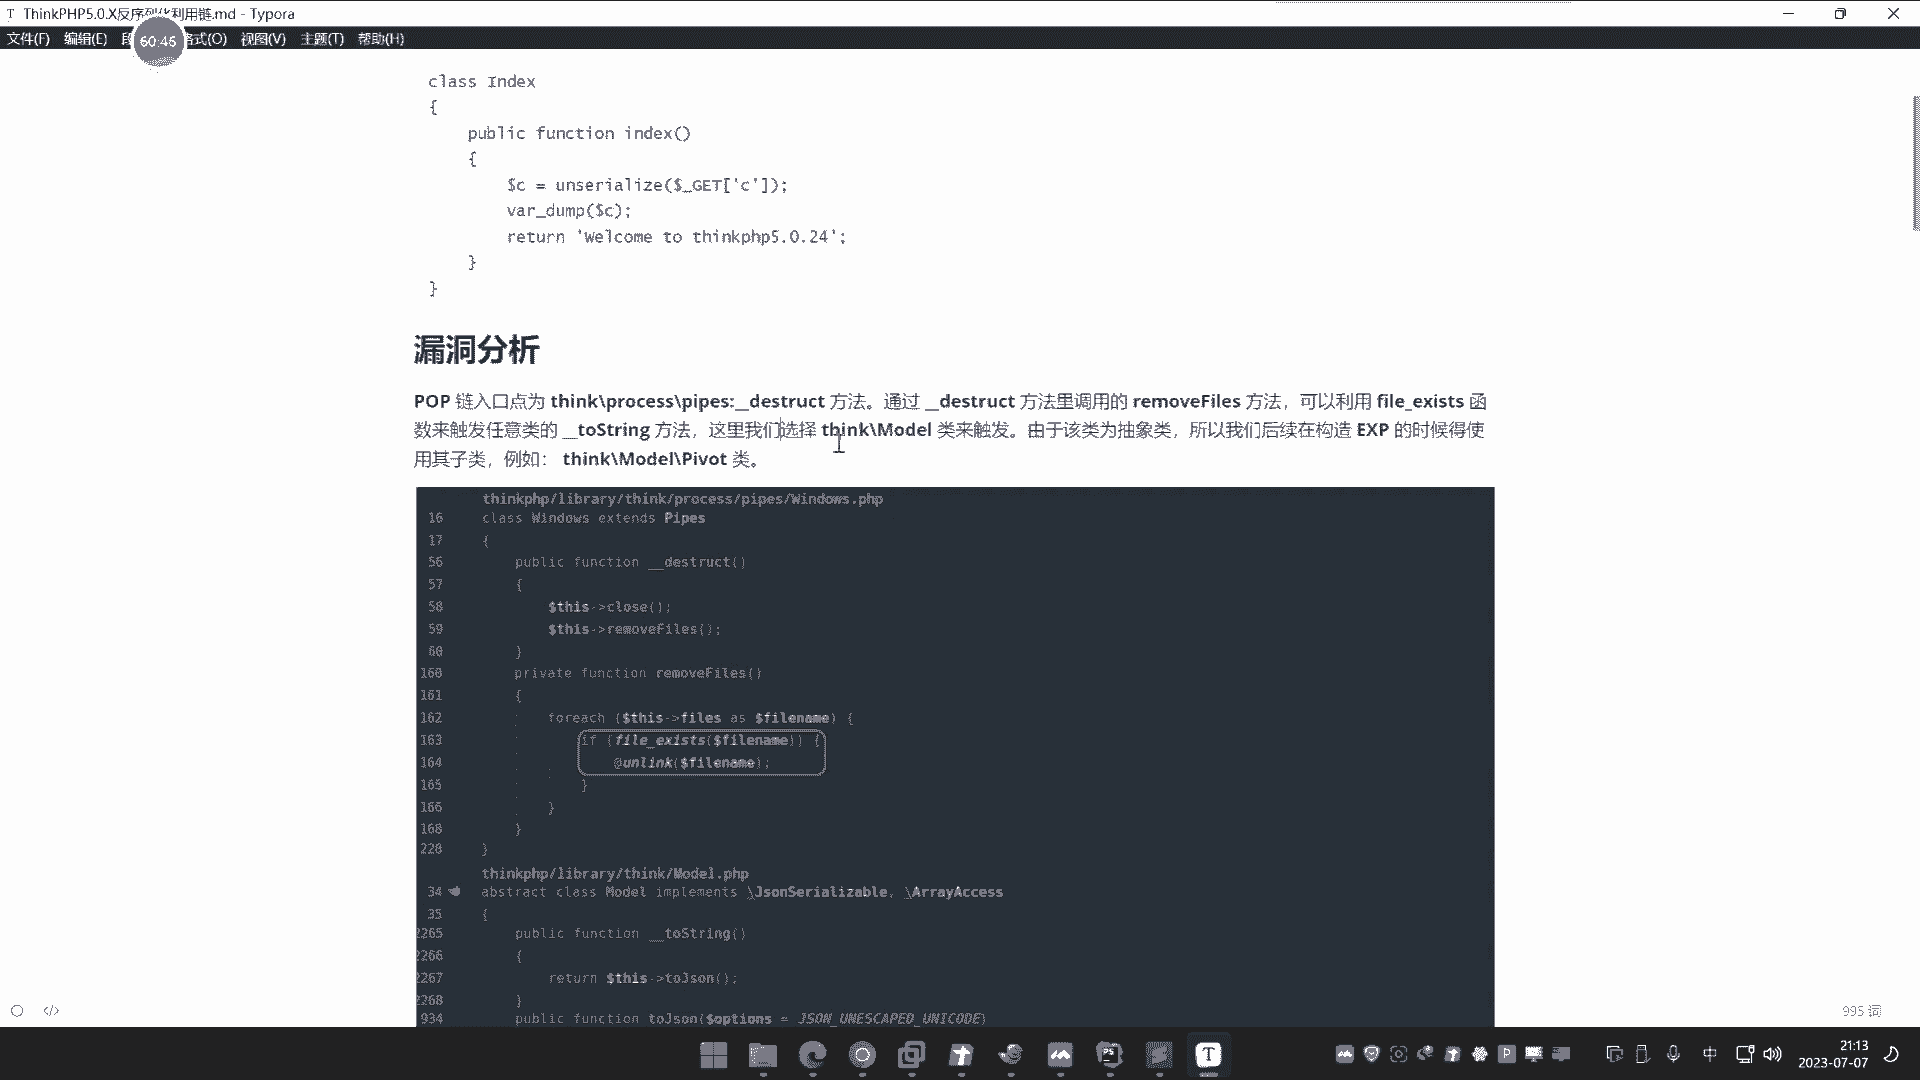 T ThinkPHP5.0.X反序列化利用链.md - Typora
文件(F) 编辑(E) 段 格式(O) 视图(V) 主题(T) 帮助(H)
60:45
class Index
{
public function index()
{
$c = unserialize($_GET['c']);
var_dump($c);
return 'Welcome to thinkphp5.0.24';
}
}
漏洞分析
POP 链入口点为 think\process\pipes:__destruct 方法。通过 __destruct 方法里调用的 removeFiles 方法，可以利用 file_exists 函
数来触发任意类的 __toString 方法，这里我们选择 think\Model 类来触发。由于该类为抽象类，所以我们后续在构造 EXP 的时候得使
用其子类，例如： think\Model\Pivot 类。
thinkphp/library/think/process/pipes/Windows.php
16 class Windows extends Pipes
17 {
56 public function __destruct()
57 {
58 $this->close();
59 $this->removeFiles();
60 }
160 private function removeFiles()
161 {
162 foreach ($this->files as $filename) {
163 if (file_exists($filename)) {
164 @unlink($filename);
165 }
166 }
168 }
228 }
thinkphp/library/think/Model.php
34 abstract class Model implements \JsonSerializable, \ArrayAccess
35 {
2265 public function __toString()
2266 {
2267 return $this->toJson();
2268 }
934 public function toJson($options = JSON_UNESCAPED_UNICODE)
995 词
中
21:13
2023-07-07